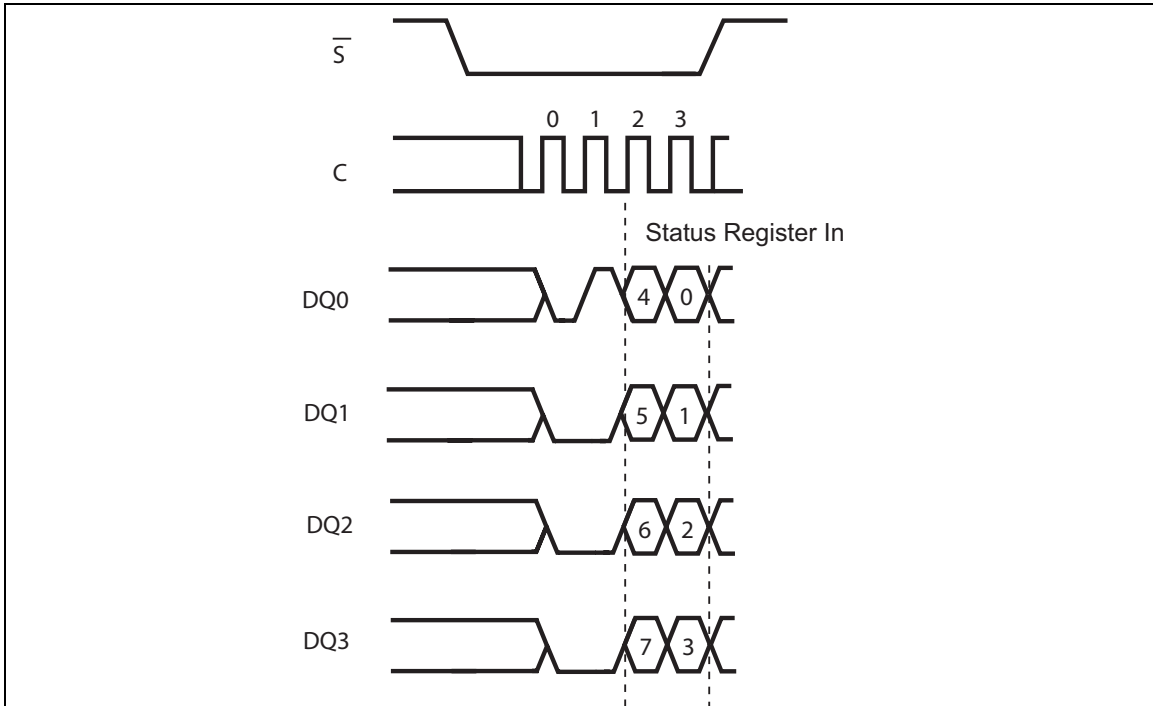 S
0 1 2 3
C
Status Register In
DQ0 4 0
DQ1 5 1
DQ2 6 2
DQ3 7 3